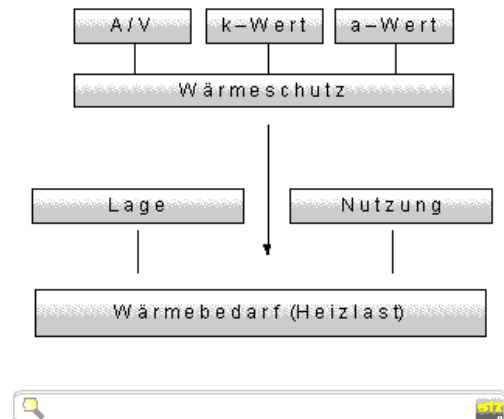 A/V k-Wert a-Wert
Wärmeschutz
Lage Nutzung
Wärmebedarf (Heizlast)